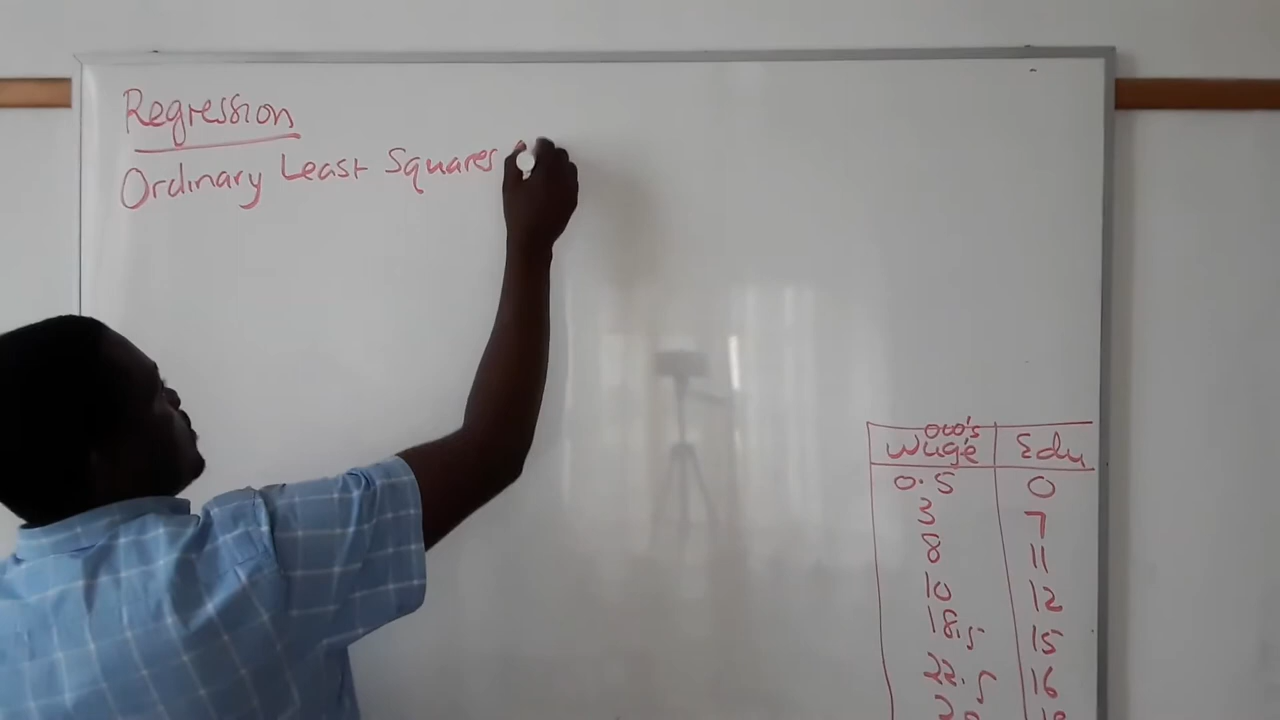 Regression
Ordinary Least Squares
000's
Wage Edu
0.5 0
3 7
8 11
10 12
18.5 15
22.5 16